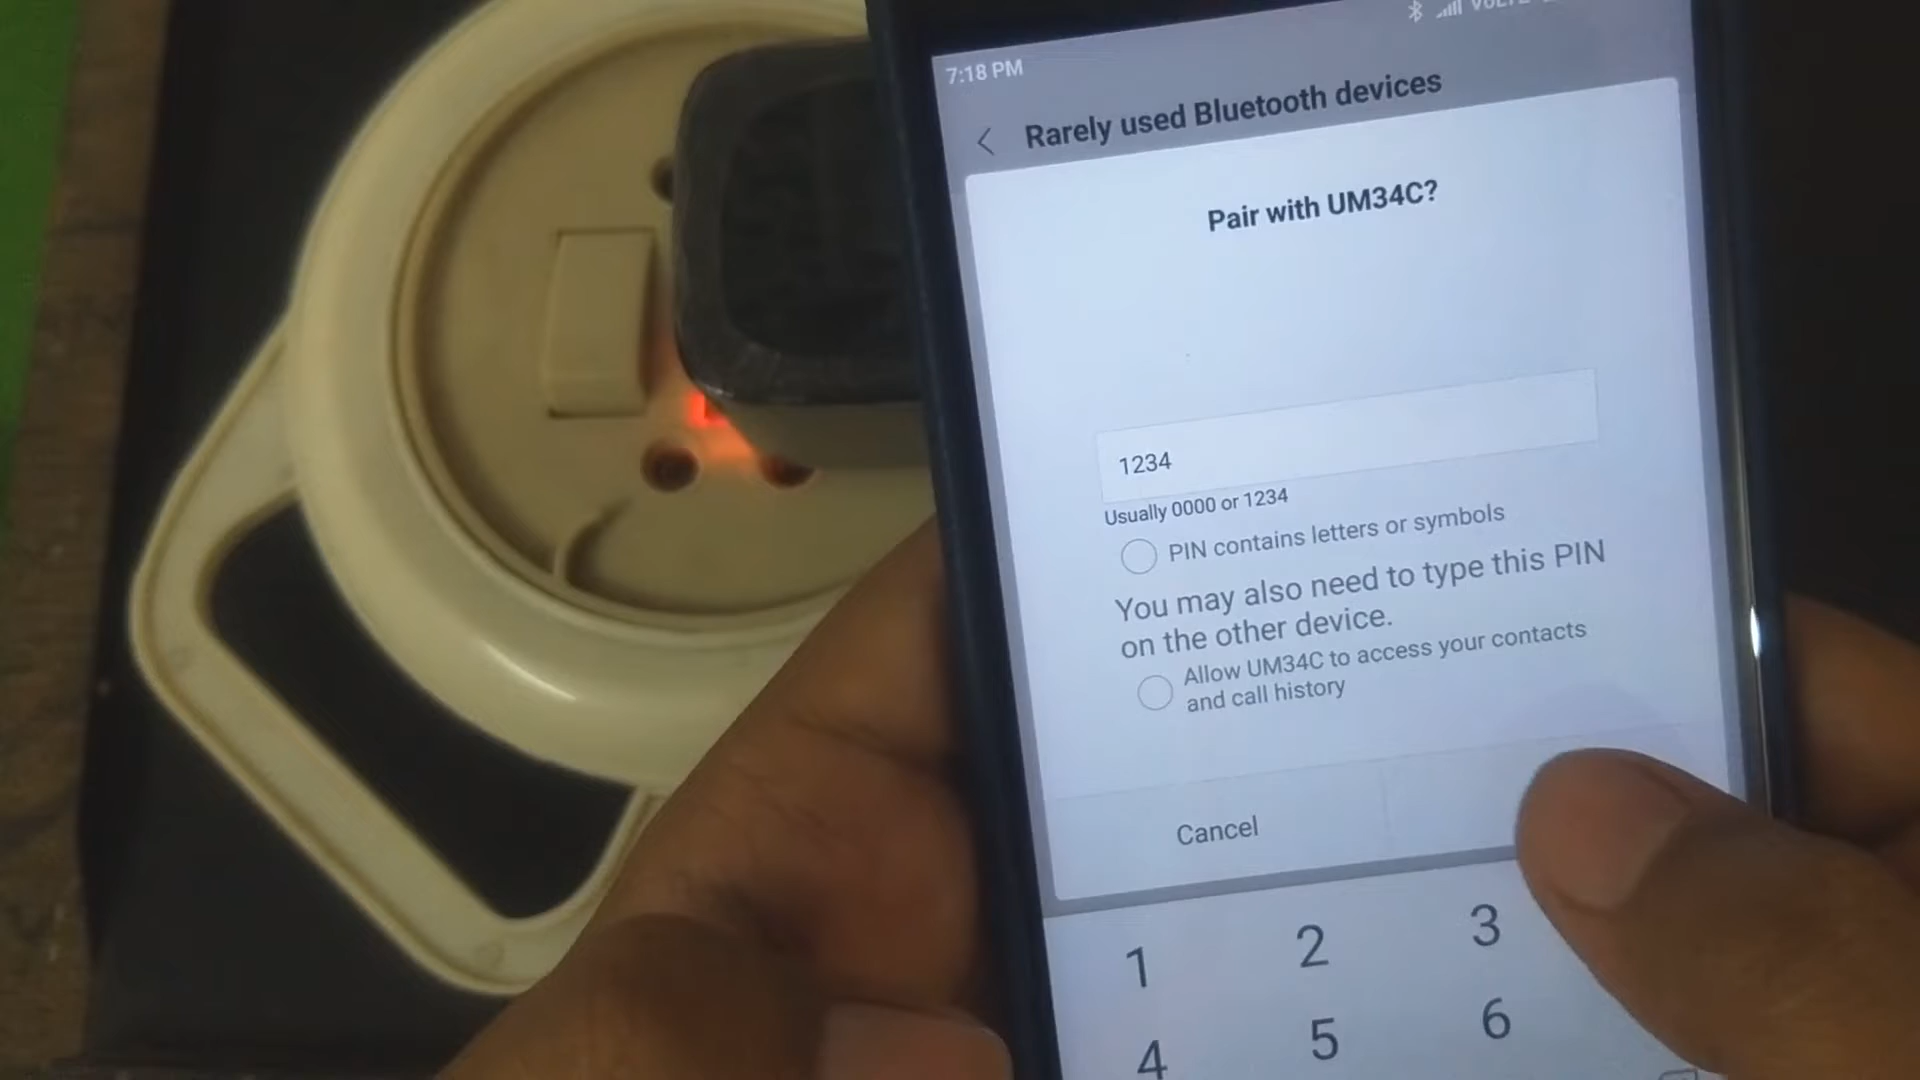 7:18 PM
Rarely used Bluetooth devices
Pair with UM34C?
1234
Usually 0000 or 1234
PIN contains letters or symbols
You may also need to type this PIN
on the other device.
Allow UM34C to access your contacts
and call history
Cancel
1 2 3
4 5 6